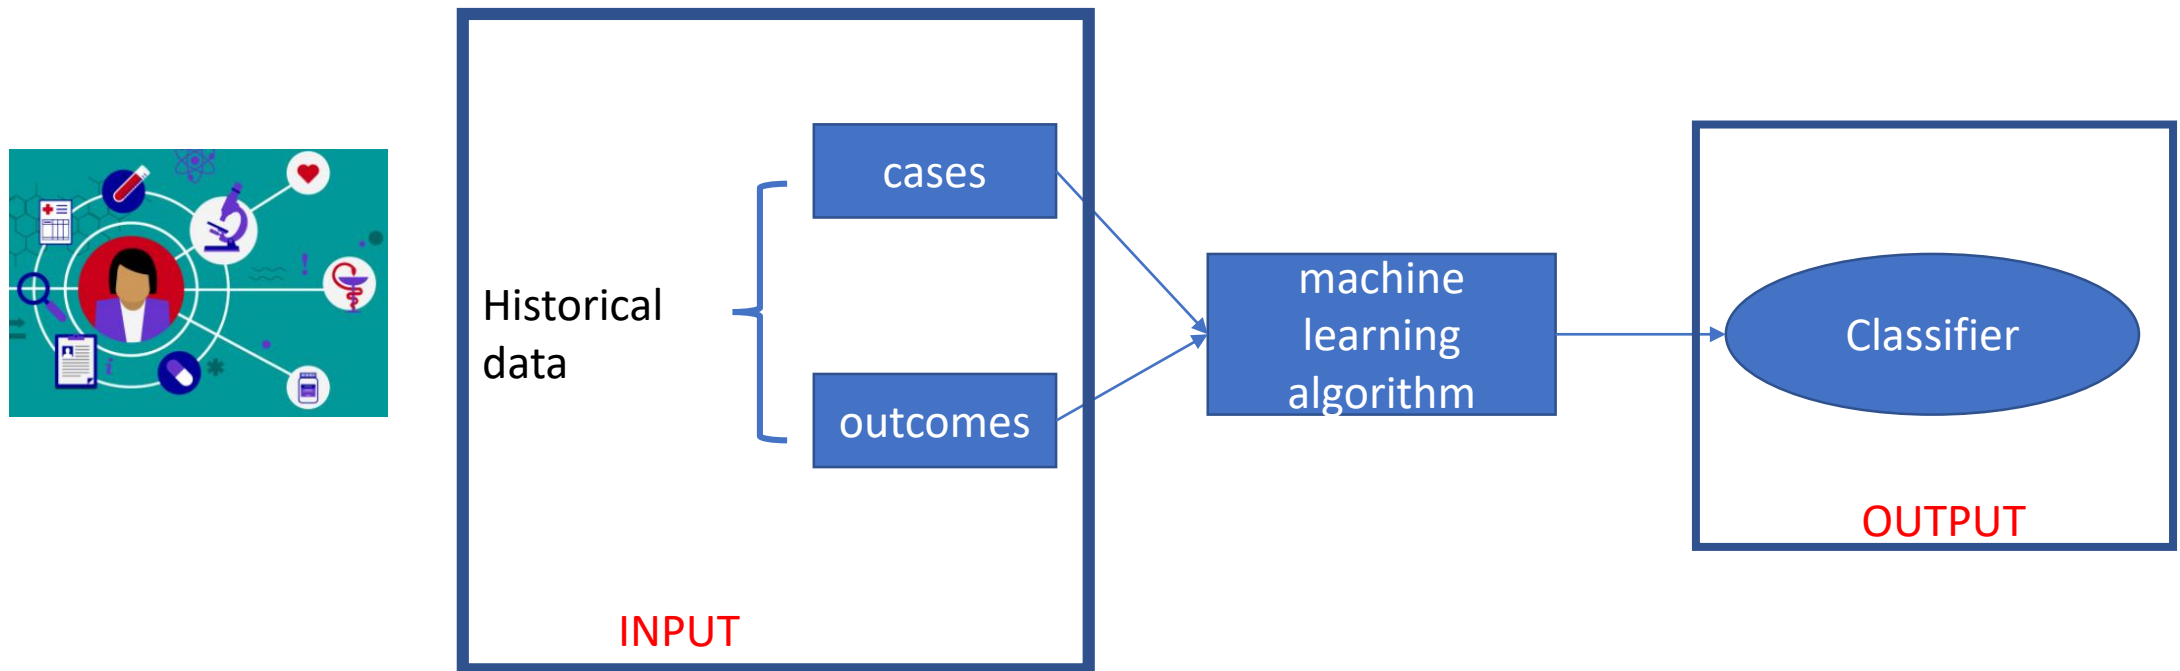 cases
Historical
data
outcomes
INPUT
machine
learning
algorithm
Classifier
OUTPUT